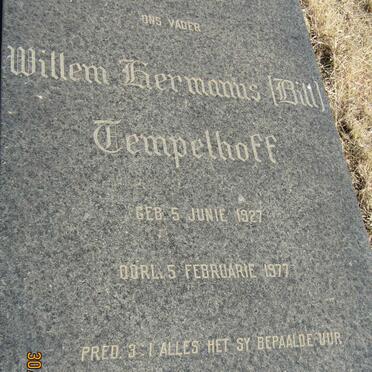 ONS VADER
Willem Hermanus (Bill)
Tempelhoff
GEB. 5 JUNIE 1927
OORL. 5 FEBRUARIE 1977
PRED. 3:1 ALLES HET SY BEPAALDE UUR
30